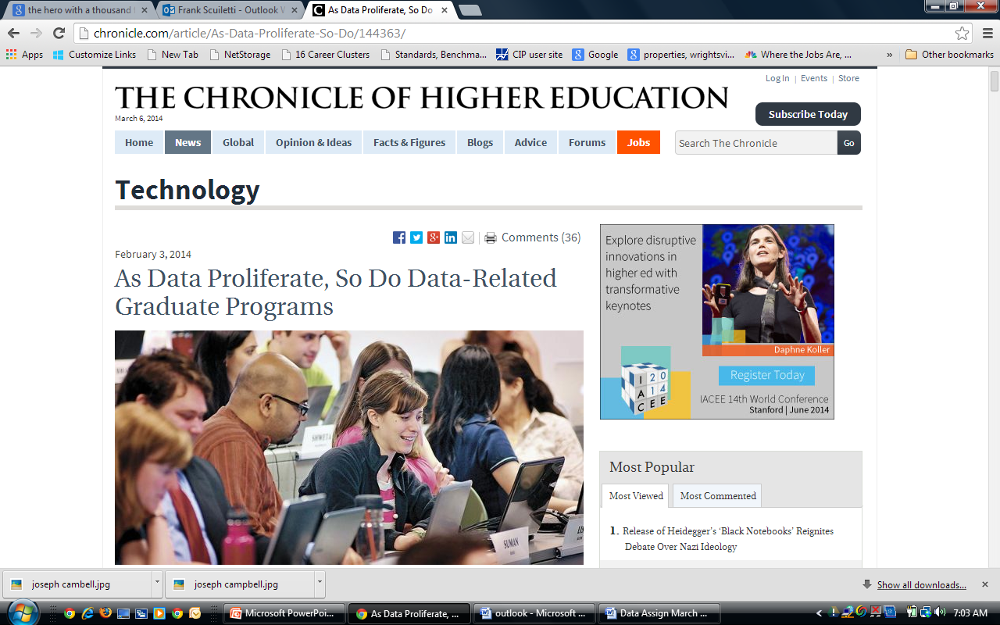 the hero with a thousand f
Frank Scuiletti - Outlook W
As Data Proliferate, So Do
chronicle.com/article/As-Data-Proliferate-So-Do/144363/
Apps Customize Links New Tab NetStorage 16 Career Clusters Standards, Benchma... CIP user site Google properties, wrightsvi... Where the Jobs Are, ... » Other bookmarks
Log In | Events | Store
THE CHRONICLE OF HIGHER EDUCATION
March 6, 2014
Subscribe Today
Home News Global Opinion & Ideas Facts & Figures Blogs Advice Forums Jobs
Search The Chronicle Go
Technology
Comments (36)
February 3, 2014
As Data Proliferate, So Do Data-Related
Graduate Programs
SHWETA
SUMAN
Explore disruptive
innovations in
higher ed with
transformative
keynotes
Daphne Koller
IACEE 2014
Register Today
IACEE 14th World Conference
Stanford | June 2014
Most Popular
Most Viewed Most Commented
1. Release of Heidegger's ‘Black Notebooks’ Reignites
Debate Over Nazi Ideology
joseph cambell.jpg
joseph campbell.jpg
Show all downloads...
Microsoft PowerPoi... As Data Proliferate, ... outlook - Microsoft ... Data Assign March ... 7:03 AM